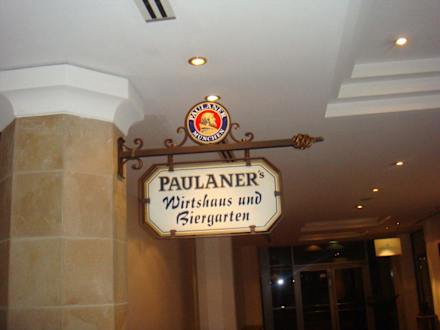 PAULANER
MÜNCHEN
PAULANER's
Wirtshaus und
Biergarten